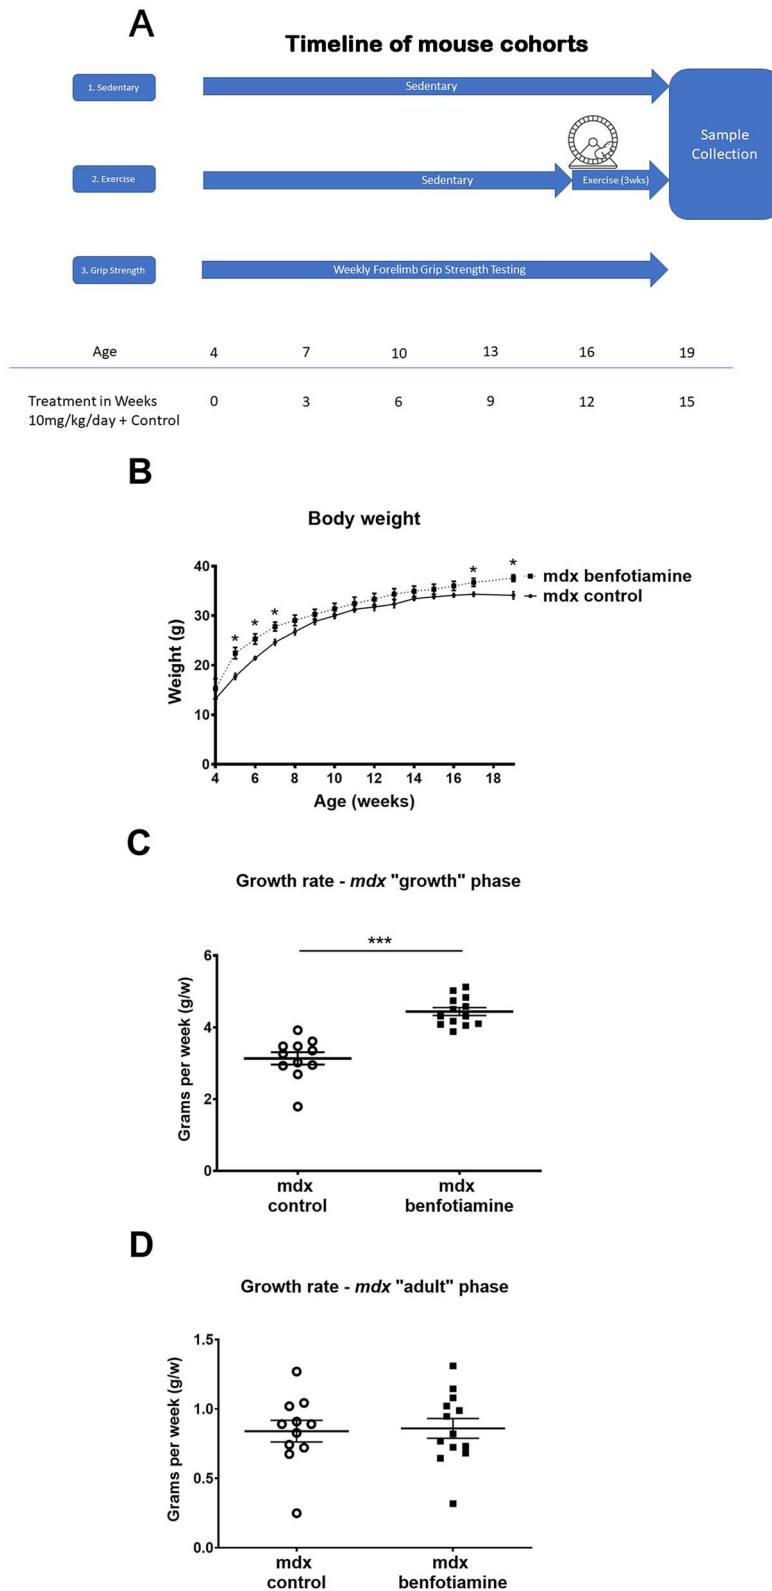 A
Timeline of mouse cohorts
1. Sedentary
Sedentary
Sample
Collection
2. Exercise
Sedentary
Exercise (3wks)
3. Grip Strength
Weekly Forelimb Grip Strength Testing
Age 4 7 10 13 16 19
Treatment in Weeks 0 3 6 9 12 15
10mg/kg/day + Control
B
Body weight
40
30
20
10
0
Weight (g)
* * * * *
mdx benfotiamine
mdx control
4 6 8 10 12 14 16 18
Age (weeks)
C
Growth rate - mdx "growth" phase
***
6
4
2
0
Grams per week (g/w)
mdx
control
mdx
benfotiamine
D
Growth rate - mdx "adult" phase
1.5
1.0
0.5
0.0
Grams per week (g/w)
mdx
control
mdx
benfotiamine